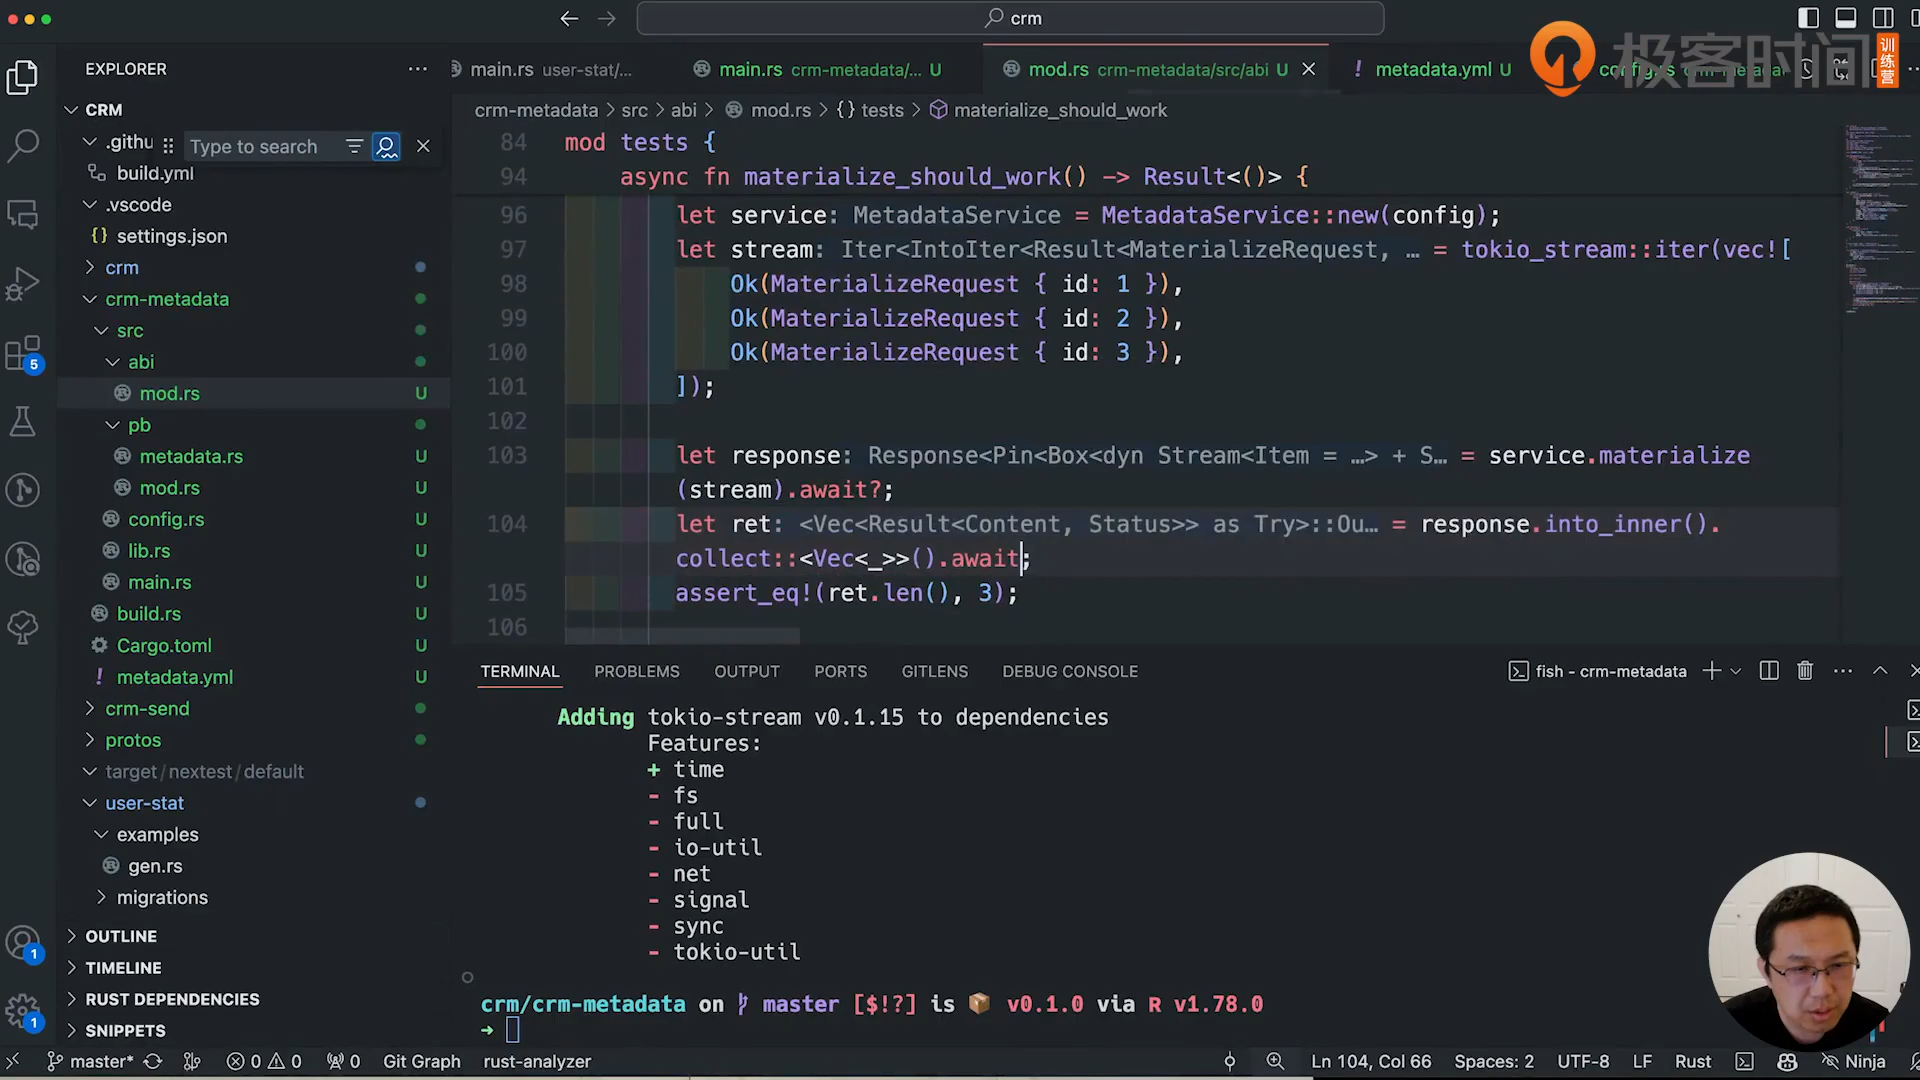 crm
极客时间 训练营
EXPLORER
CRM
.githu
Type to search
build.yml
.vscode
{} settings.json
crm
crm-metadata
src
abi
mod.rs U
pb
metadata.rs U
mod.rs U
config.rs U
lib.rs U
main.rs U
build.rs U
Cargo.toml U
! metadata.yml U
crm-send
protos
target/nextest/default
user-stat
examples
gen.rs
migrations
OUTLINE
TIMELINE
RUST DEPENDENCIES
SNIPPETS
5
1
1
main.rs user-stat/...
main.rs crm-metadata/... U
mod.rs crm-metadata/src/abi U
! metadata.yml U
crm-metadata > src > abi > mod.rs > {} tests > materialize_should_work
84 mod tests {
94 async fn materialize_should_work() -> Result<()> {
96 let service: MetadataService = MetadataService::new(config);
97 let stream: Iter<IntoIter<Result<MaterializeRequest, … = tokio_stream::iter(vec![
98 Ok(MaterializeRequest { id: 1 }),
99 Ok(MaterializeRequest { id: 2 }),
100 Ok(MaterializeRequest { id: 3 }),
101 ]);
102
103 let response: Response<Pin<Box<dyn Stream<Item = …> + S… = service.materialize
(stream).await?;
104 let ret: <Vec<Result<Content, Status>> as Try>::Ou… = response.into_inner().
collect::<Vec<_>>().await;
105 assert_eq!(ret.len(), 3);
106
TERMINAL PROBLEMS OUTPUT PORTS GITLENS DEBUG CONSOLE
fish - crm-metadata
Adding tokio-stream v0.1.15 to dependencies
Features:
+ time
- fs
- full
- io-util
- net
- signal
- sync
- tokio-util
crm/crm-metadata on master [$!?] is 📦 v0.1.0 via R v1.78.0
→
master* 0 0 0 Git Graph rust-analyzer
Ln 104, Col 66 Spaces: 2 UTF-8 LF Rust Ninja